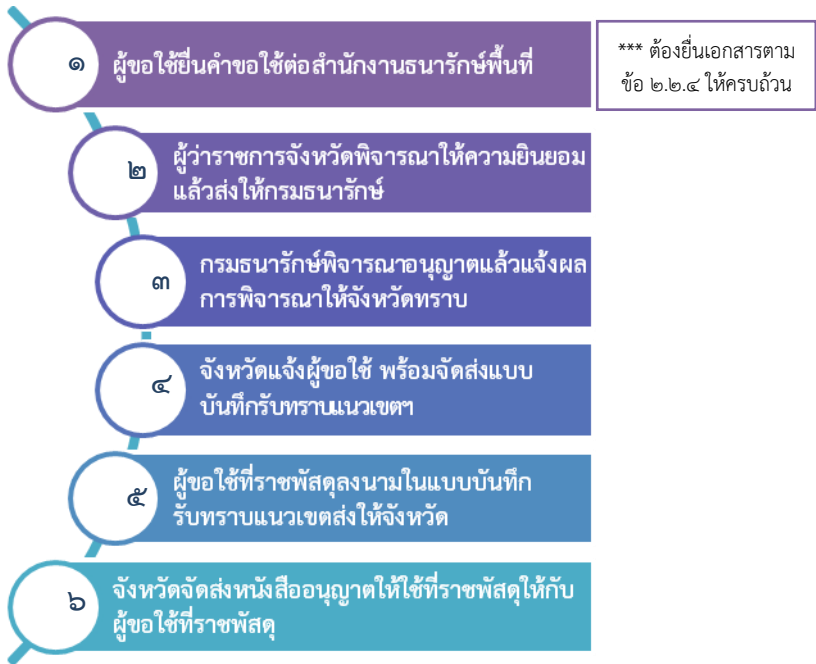 ๑
ผู้ขอใช้ยื่นคำขอใช้ต่อสำนักงานธนารักษ์พื้นที่
*** ต้องยื่นเอกสารตาม
ข้อ ๒.๒.๔ ให้ครบถ้วน
๒
ผู้ว่าราชการจังหวัดพิจารณาให้ความยินยอม
แล้วส่งให้กรมธนารักษ์
๓
กรมธนารักษ์พิจารณาอนุญาตแล้วแจ้งผล
การพิจารณาให้จังหวัดทราบ
๔
จังหวัดแจ้งผู้ขอใช้ พร้อมจัดส่งแบบ
บันทึกรับทราบแนวเขตฯ
๕
ผู้ขอใช้ที่ราชพัสดุลงนามในแบบบันทึก
รับทราบแนวเขตส่งให้จังหวัด
๖
จังหวัดจัดส่งหนังสืออนุญาตให้ใช้ที่ราชพัสดุให้กับ
ผู้ขอใช้ที่ราชพัสดุ